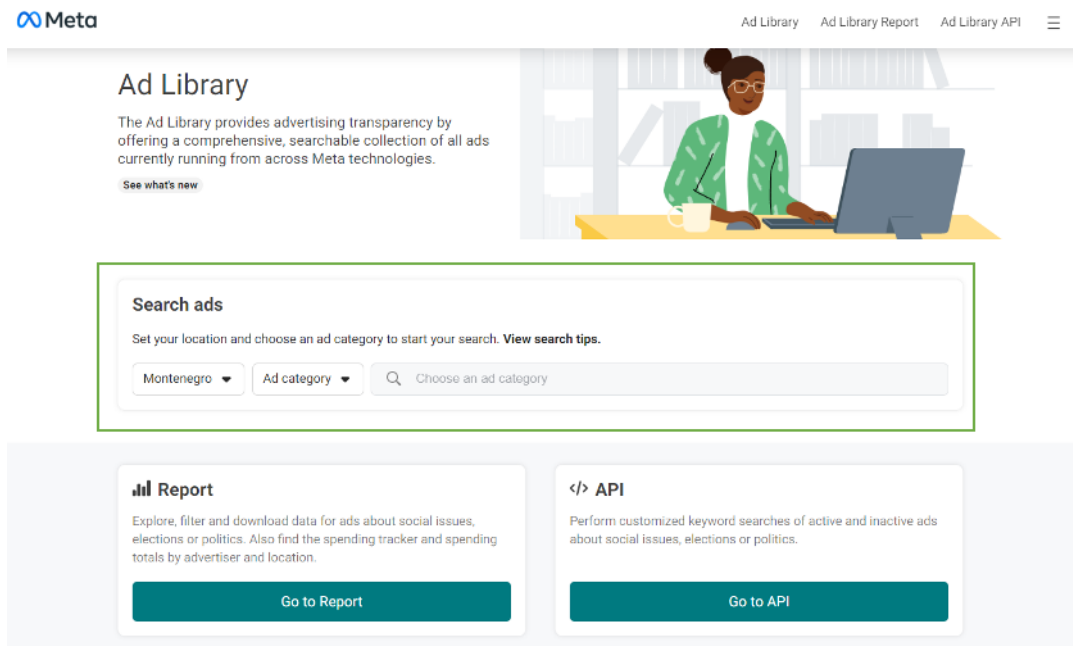 Meta
Ad Library Ad Library Report Ad Library API
Ad Library
The Ad Library provides advertising transparency by
offering a comprehensive, searchable collection of all ads
currently running from across Meta technologies.
See what's new
Search ads
Set your location and choose an ad category to start your search. View search tips.
Montenegro Ad category Choose an ad category
Report
Explore, filter and download data for ads about social issues,
elections or politics. Also find the spending tracker and spending
totals by advertiser and location.
Go to Report
</> API
Perform customized keyword searches of active and inactive ads
about social issues, elections or politics.
Go to API